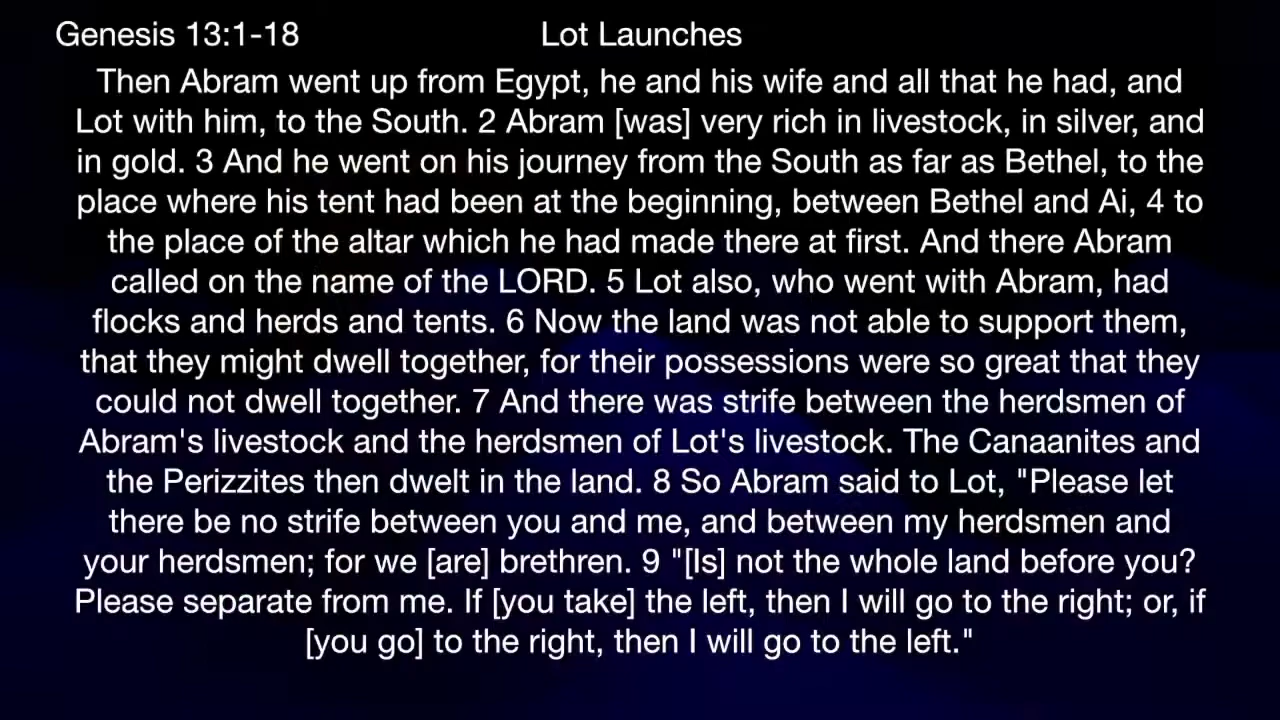 Genesis 13:1-18 Lot Launches
Then Abram went up from Egypt, he and his wife and all that he had, and
Lot with him, to the South. 2 Abram [was] very rich in livestock, in silver, and
in gold. 3 And he went on his journey from the South as far as Bethel, to the
place where his tent had been at the beginning, between Bethel and Ai, 4 to
the place of the altar which he had made there at first. And there Abram
called on the name of the LORD. 5 Lot also, who went with Abram, had
flocks and herds and tents. 6 Now the land was not able to support them,
that they might dwell together, for their possessions were so great that they
could not dwell together. 7 And there was strife between the herdsmen of
Abram's livestock and the herdsmen of Lot's livestock. The Canaanites and
the Perizzites then dwelt in the land. 8 So Abram said to Lot, "Please let
there be no strife between you and me, and between my herdsmen and
your herdsmen; for we [are] brethren. 9 "[Is] not the whole land before you?
Please separate from me. If [you take] the left, then I will go to the right; or, if
[you go] to the right, then I will go to the left."